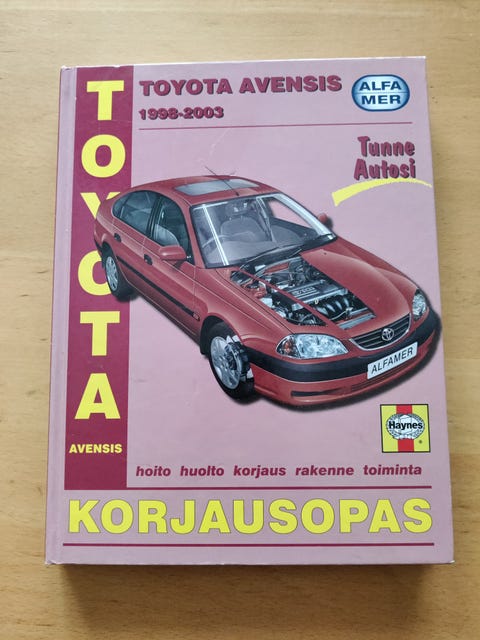 TOYOTA AVENSIS
1998-2003
ALFA
MER
Tunne
Autosi
TOYOTA
AVENSIS
ALFAMER
Haynes
hoito huolto korjaus rakenne toiminta
KORJAUSOPAS